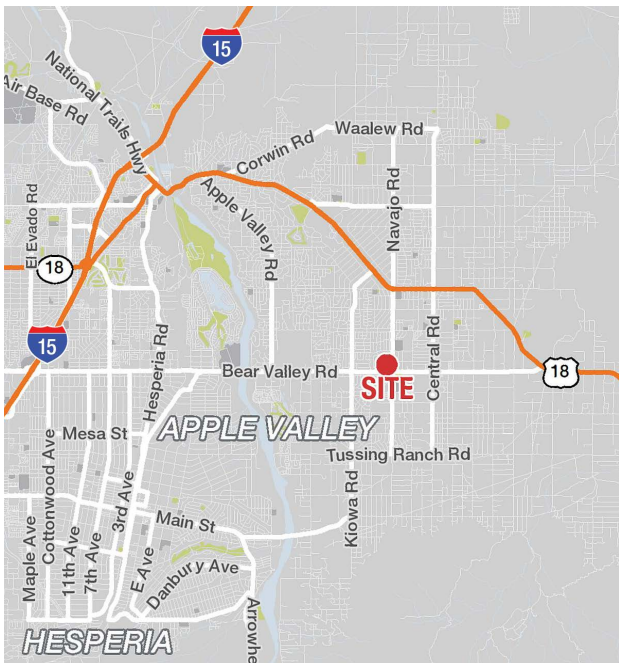 15
National Trails Hwy
Air Base Rd
Waalew Rd
Corwin Rd
Apple Valley Rd
Navajo Rd
El Evado Rd
18
15
Hesperia Rd
Central Rd
Bear Valley Rd
18
SITE
APPLE VALLEY
Mesa St
Tussing Ranch Rd
Cottonwood Ave
Maple Ave
11th Ave
7th Ave
3rd Ave
Main St
Kiowa Rd
E Ave
Danbury Ave
Arrowhe
HESPERIA